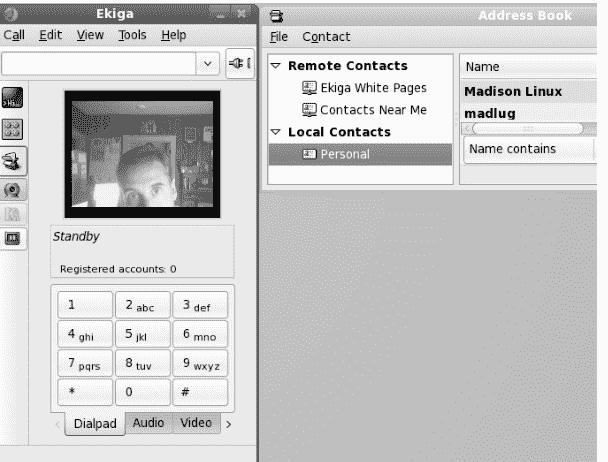 Ekiga
Call Edit View Tools Help
Standby
Registered accounts: 0
1 2 abc 3 def
4 ghi 5 jkl 6 mno
7 pqrs 8 tuv 9 wxyz
* 0 #
Dialpad Audio Video
Address Book
File Contact
Remote Contacts
Ekiga White Pages
Contacts Near Me
Local Contacts
Personal
Name
Madison Linux
madlug
Name contains